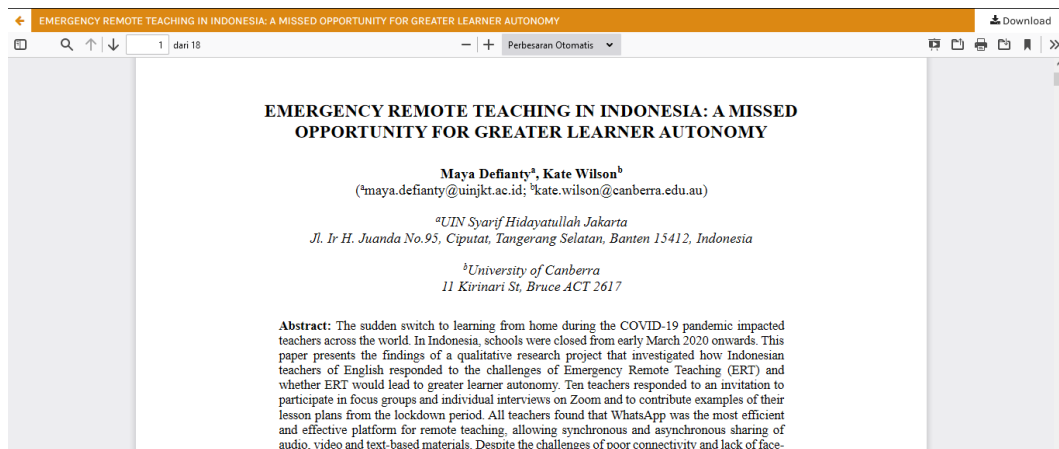 EMERGENCY REMOTE TEACHING IN INDONESIA: A MISSED OPPORTUNITY FOR GREATER LEARNER AUTONOMY
Download
1 dari 18
Perbesaran Otomatis
EMERGENCY REMOTE TEACHING IN INDONESIA: A MISSED
OPPORTUNITY FOR GREATER LEARNER AUTONOMY
Maya Defiantyᵃ, Kate Wilsonᵇ
(ᵃmaya.defianty@uinjkt.ac.id; ᵇkate.wilson@canberra.edu.au)
ᵃUIN Syarif Hidayatullah Jakarta
Jl. Ir H. Juanda No.95, Ciputat, Tangerang Selatan, Banten 15412, Indonesia
ᵇUniversity of Canberra
11 Kirinari St, Bruce ACT 2617
Abstract: The sudden switch to learning from home during the COVID-19 pandemic impacted
teachers across the world. In Indonesia, schools were closed from early March 2020 onwards. This
paper presents the findings of a qualitative research project that investigated how Indonesian
teachers of English responded to the challenges of Emergency Remote Teaching (ERT) and
whether ERT would lead to greater learner autonomy. Ten teachers responded to an invitation to
participate in focus groups and individual interviews on Zoom and to contribute examples of their
lesson plans from the lockdown period. All teachers found that WhatsApp was the most efficient
and effective platform for remote teaching, allowing synchronous and asynchronous sharing of
audio, video and text-based materials. Despite the challenges of poor connectivity and lack of face-